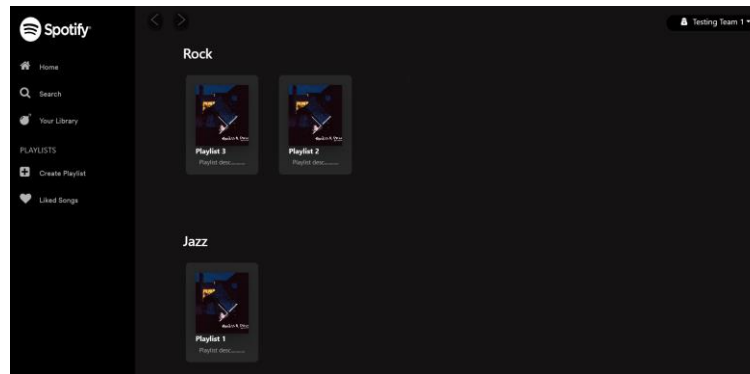 Spotify
Home
Search
Your Library
PLAYLISTS
Create Playlist
Liked Songs
Testing Team 1
Rock
Playlist 3
Playlist desc.........
Playlist 2
Playlist desc.........
Jazz
Playlist 1
Playlist desc.........